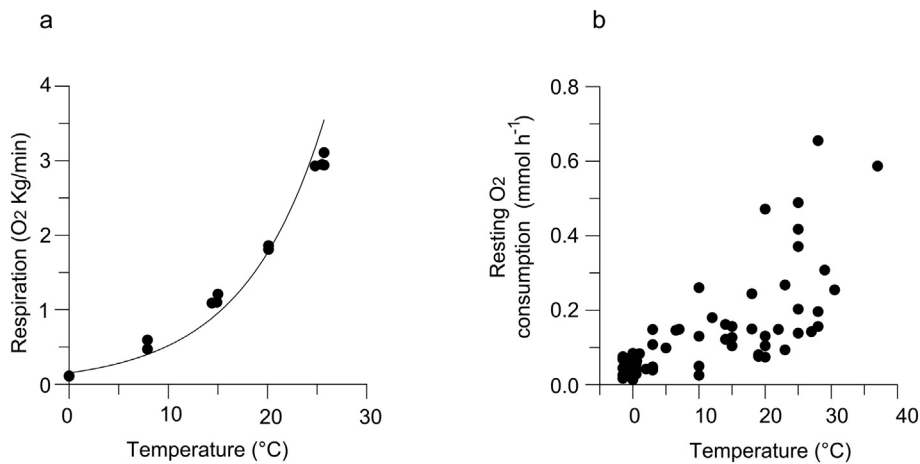 a
b
4
3
2
1
0
Respiration (O2 Kg/min)
0
10
20
30
Temperature (°C)
0.8
0.6
0.4
0.2
0.0
Resting O2
consumption (mmol h⁻¹)
0
10
20
30
40
Temperature (°C)